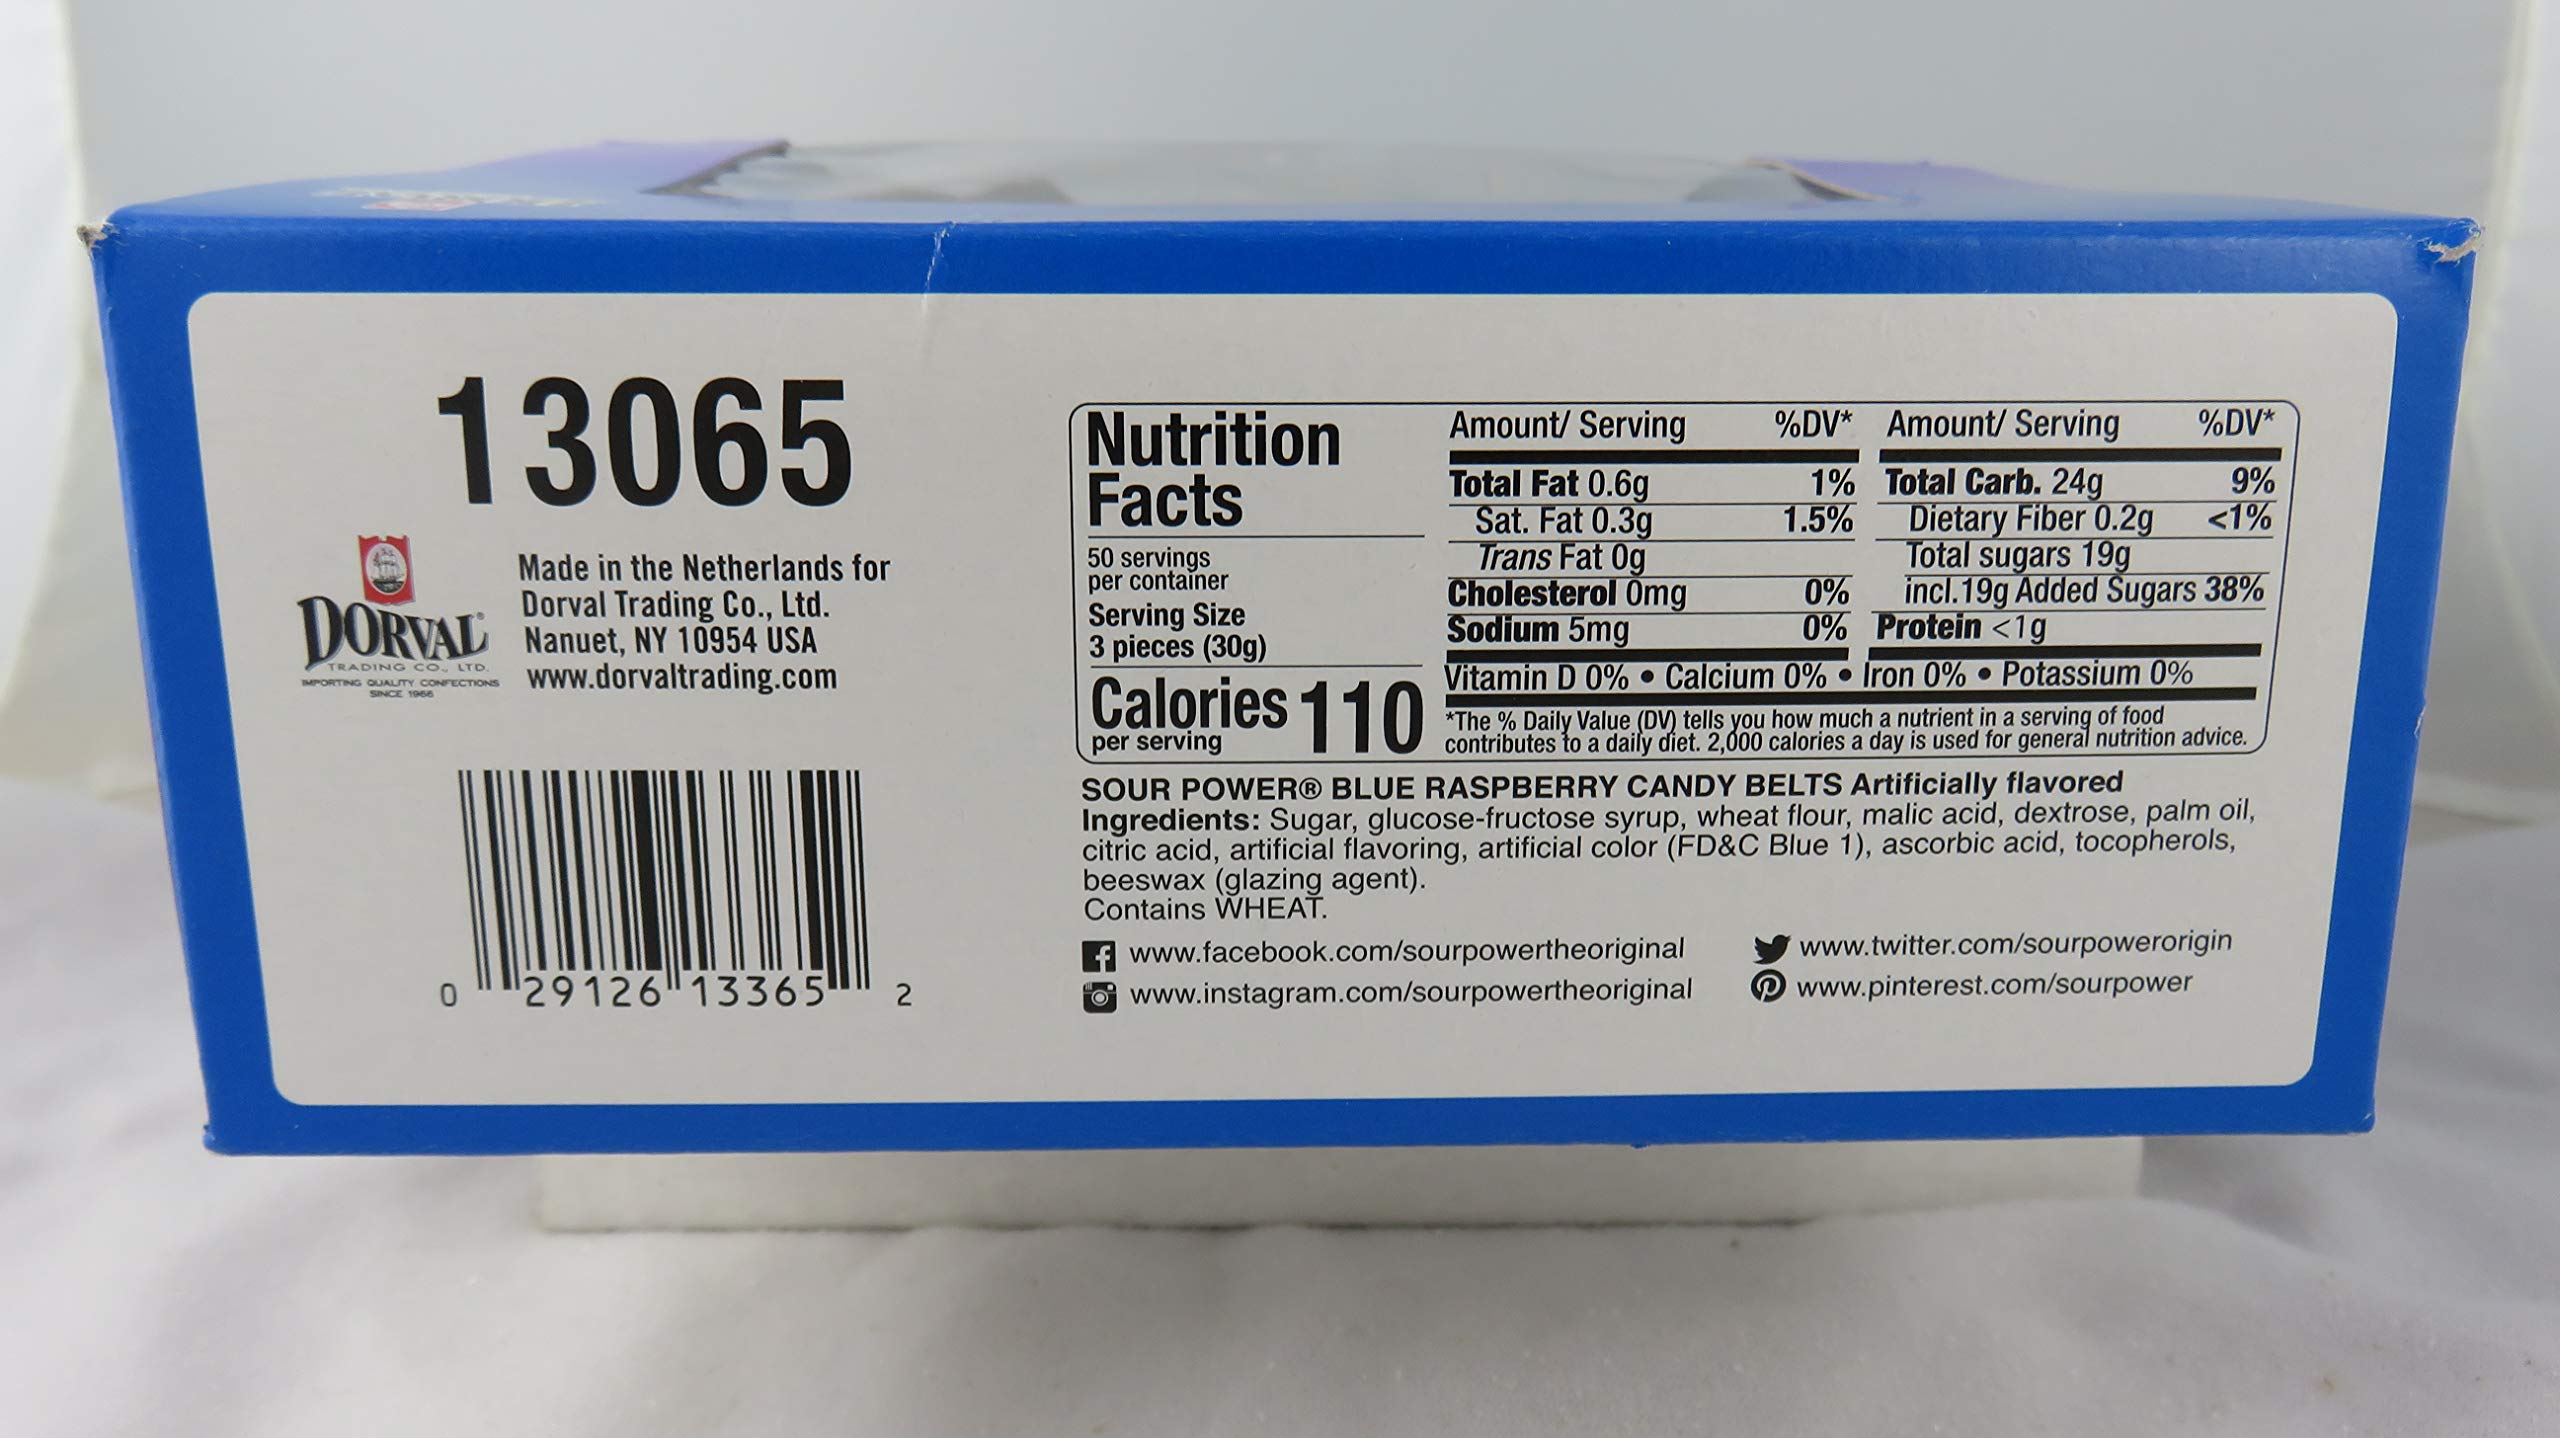 13065
DORVAL®
TRADING CO., LTD.
IMPORTING QUALITY CONFECTIONS
SINCE 1966
Made in the Netherlands for
Dorval Trading Co., Ltd.
Nanuet, NY 10954 USA
www.dorvaltrading.com
0 29126 13365 2
Nutrition
Facts
50 servings
per container
Serving Size
3 pieces (30g)
Calories 110
per serving
Amount/ Serving %DV*
Total Fat 0.6g 1%
Sat. Fat 0.3g 1.5%
Trans Fat 0g
Cholesterol 0mg 0%
Sodium 5mg 0%
Amount/ Serving %DV*
Total Carb. 24g 9%
Dietary Fiber 0.2g <1%
Total sugars 19g
incl.19g Added Sugars 38%
Protein <1g
Vitamin D 0% • Calcium 0% • Iron 0% • Potassium 0%
*The % Daily Value (DV) tells you how much a nutrient in a serving of food
contributes to a daily diet. 2,000 calories a day is used for general nutrition advice.
SOUR POWER® BLUE RASPBERRY CANDY BELTS Artificially flavored
Ingredients: Sugar, glucose-fructose syrup, wheat flour, malic acid, dextrose, palm oil,
citric acid, artificial flavoring, artificial color (FD&C Blue 1), ascorbic acid, tocopherols,
beeswax (glazing agent).
Contains WHEAT.
www.facebook.com/sourpowertheoriginal
www.twitter.com/sourpowerorigin
www.instagram.com/sourpowertheoriginal
www.pinterest.com/sourpower